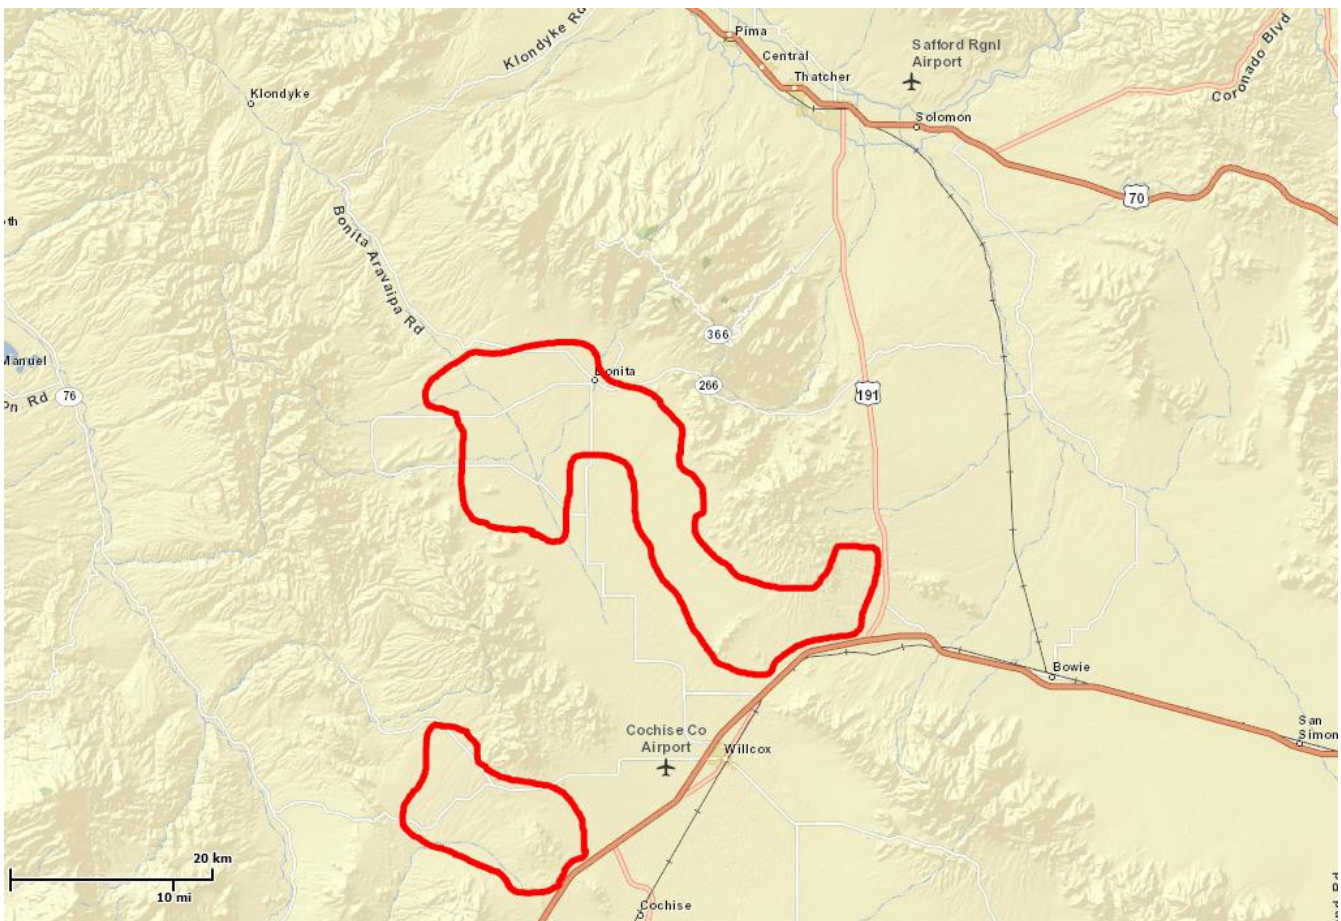 Pima
Klondyke Rd
Central
Safford Rgnl
Airport
Thatcher
Coronado Blvd
Klondyke
Solomon
70
Bonita Aravaipa Rd
366
Manuel
266
Bonita
191
76
on Rd
Bowie
San
Simon
Cochise Co
Airport
Willcox
20 km
10 mi
Cochise